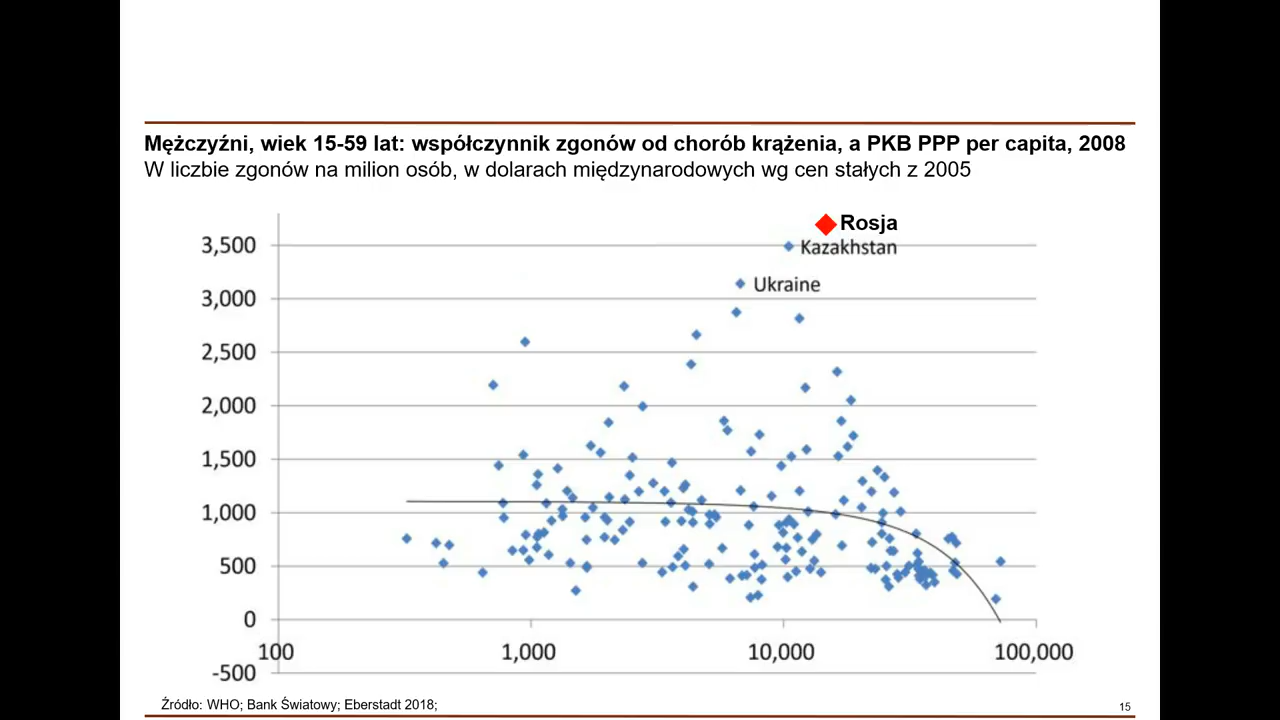 Mężczyźni, wiek 15-59 lat: współczynnik zgonów od chorób krążenia, a PKB PPP per capita, 2008
W liczbie zgonów na milion osób, w dolarach międzynarodowych wg cen stałych z 2005
Rosja
3,500
Kazakhstan
Ukraine
3,000
2,500
2,000
1,500
1,000
500
0
100
1,000
10,000
100,000
-500
Źródło: WHO; Bank Światowy; Eberstadt 2018;
15